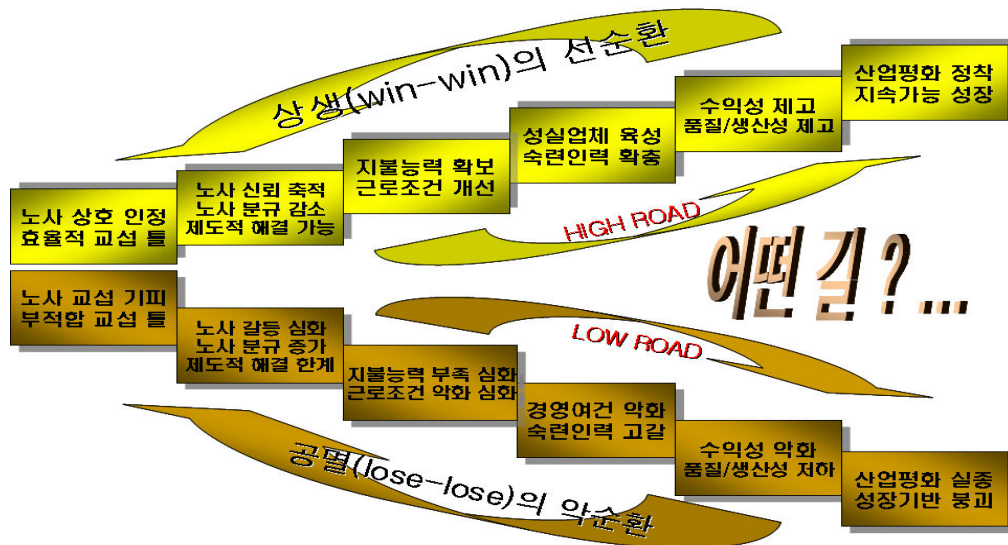 상생(win-win)의 선순환
노사 상호 인정
효율적 교섭 틀
노사 신뢰 축적
노사 분규 감소
제도적 해결 가능
지불능력 확보
근로조건 개선
성실업체 육성
숙련인력 확충
수익성 제고
품질/생산성 제고
산업평화 정착
지속가능 성장
HIGH ROAD
어떤 길?...
LOW ROAD
노사 교섭 기피
부적합 교섭 틀
노사 갈등 심화
노사 분규 증가
제도적 해결 한계
지불능력 부족 심화
근로조건 악화 심화
경영여건 악화
숙련인력 고갈
수익성 악화
품질/생산성 저하
산업평화 실종
성장기반 붕괴
공멸(lose-lose)의 악순환